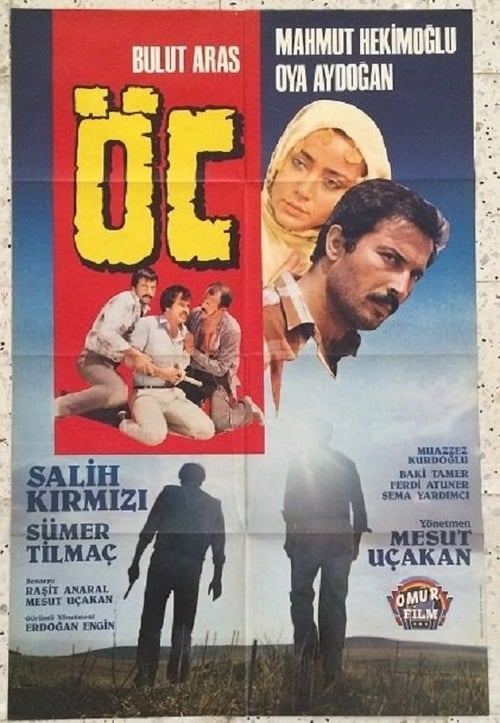 BULUT ARAS
MAHMUT HEKİMOĞLU
OYA AYDOĞAN
ÖC
SALİH
KIRMIZI
SÜMER
TİLMAÇ
Senaryo
RAŞİT ANARAL
MESUT UÇAKAN
Görüntü Yönetmeni
ERDOĞAN ENGİN
MUAZZEZ
KURDOĞLU
BAKİ TAMER
FERDİ ATUNER
SEMA YARDIMCI
Yönetmen
MESUT
UÇAKAN
ÖMÜR
FİLM